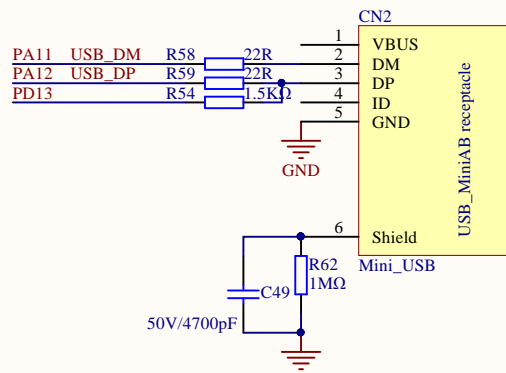 CN2
1 VBUS
PA11 USB_DM R58 22R 2 DM
PA12 USB_DP R59 22R 3 DP
PD13 R54 1.5KΩ 4 ID
5 GND
GND
USB_MiniAB receptacle
6 Shield
Mini_USB
R62
1MΩ
C49
50V/4700pF